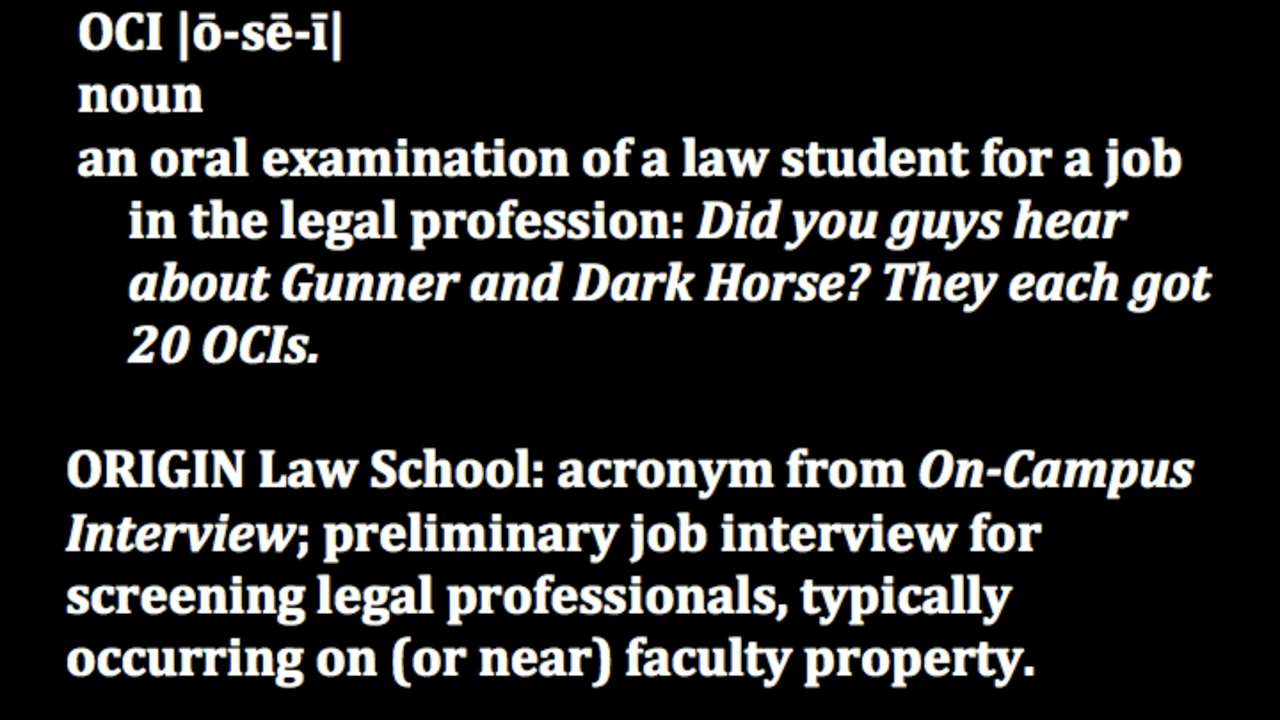 OCI |ō-sē-ī|
noun
an oral examination of a law student for a job
in the legal profession: Did you guys hear
about Gunner and Dark Horse? They each got
20 OCIs.
ORIGIN Law School: acronym from On-Campus
Interview; preliminary job interview for
screening legal professionals, typically
occurring on (or near) faculty property.